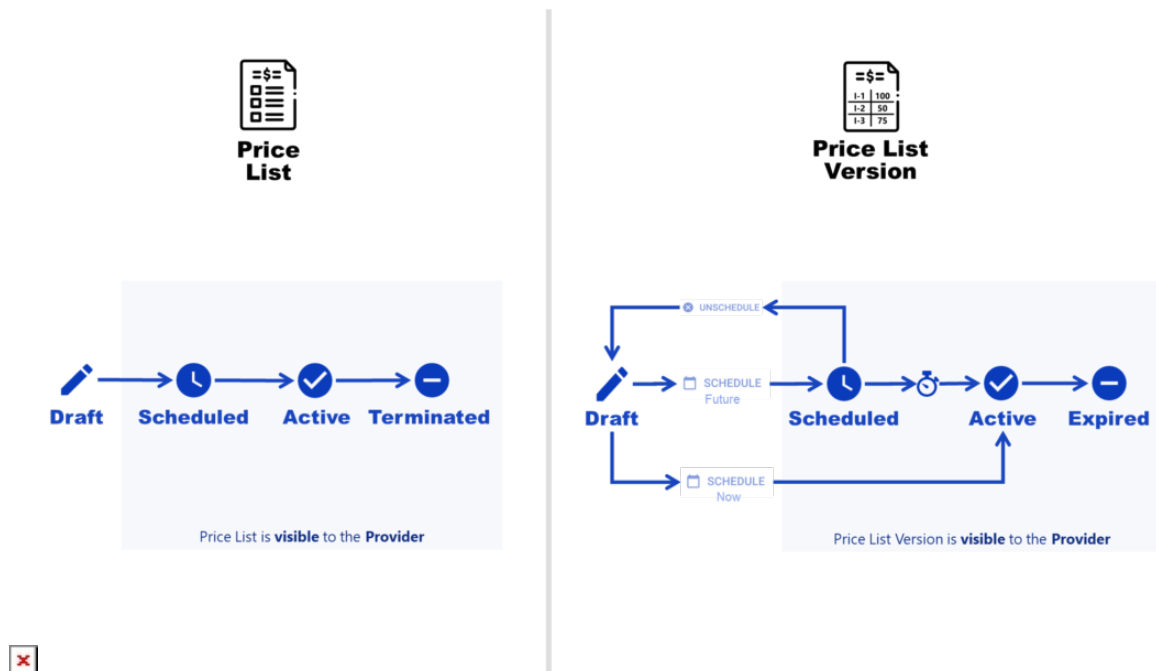 =$=
Price
List
Draft
Scheduled
Active
Terminated
Price List is visible to the Provider
=$=
I-1 100
I-2 50
I-3 75
Price List
Version
UNSCHEDULE
SCHEDULE
Future
Draft
Scheduled
Active
Expired
SCHEDULE
Now
Price List Version is visible to the Provider